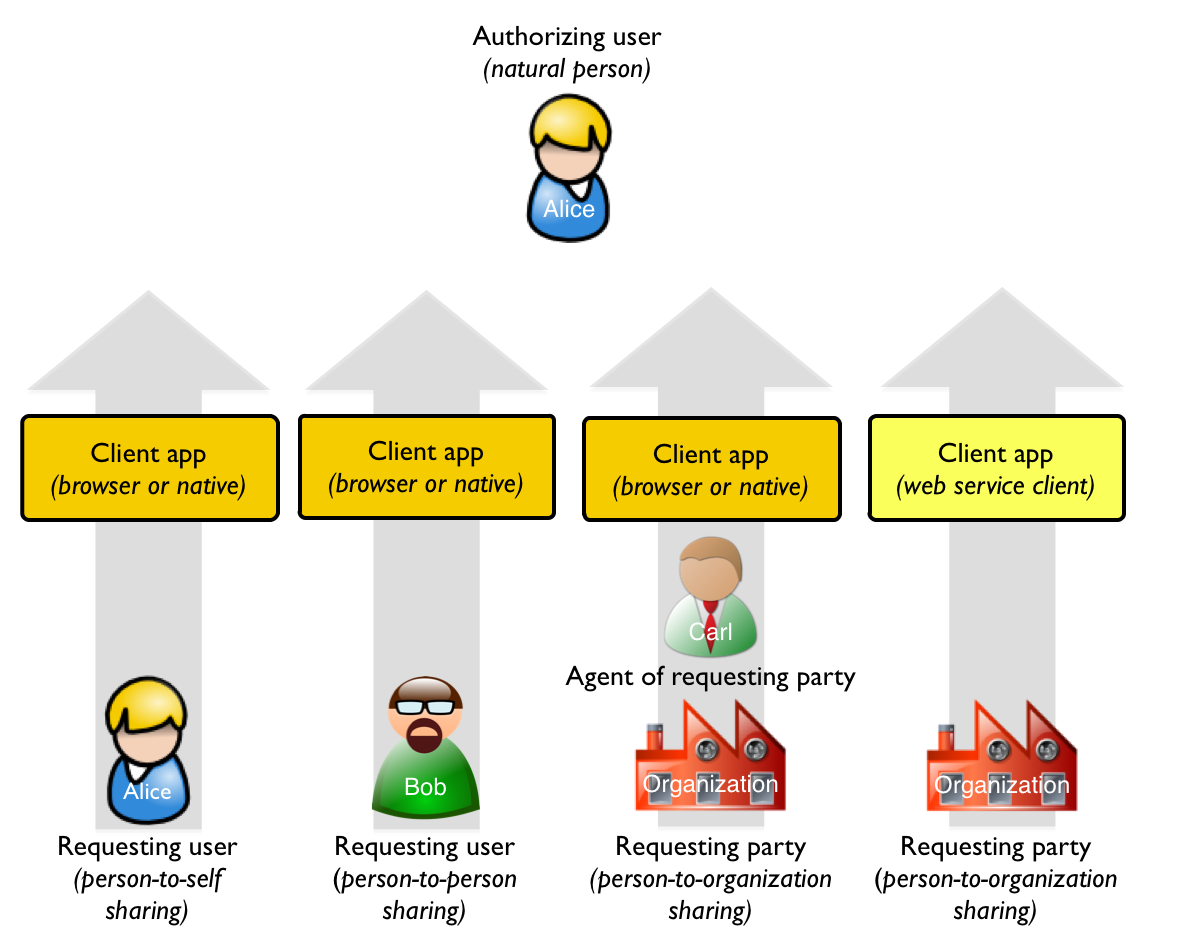 Authorizing user
(natural person)
Alice
Client app
(browser or native)
Client app
(browser or native)
Client app
(browser or native)
Client app
(web service client)
Carl
Agent of requesting party
Alice
Bob
Organization
Organization
Requesting user
(person-to-self
sharing)
Requesting user
(person-to-person
sharing)
Requesting party
(person-to-organization
sharing)
Requesting party
(person-to-organization
sharing)